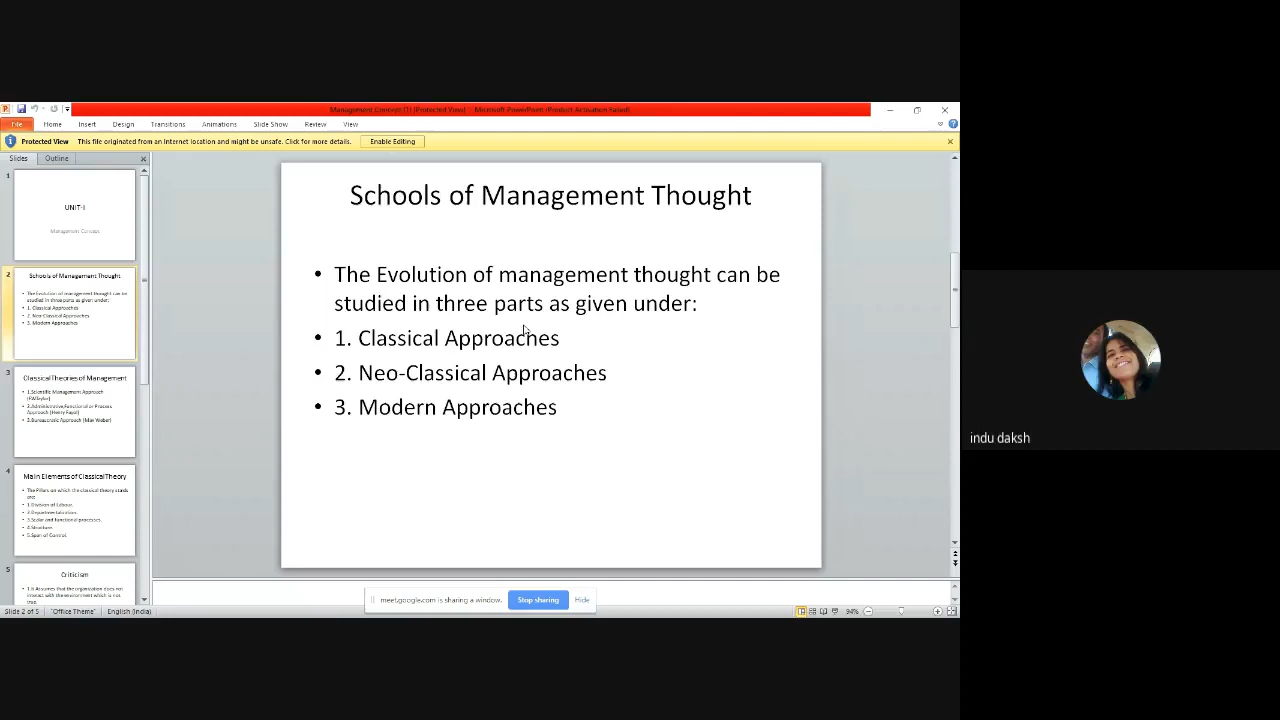 Management Concept (1) [Protected View] - Microsoft PowerPoint (Product Activation Failed)
File Home Insert Design Transitions Animations Slide Show Review View
Protected View This file originated from an Internet location and might be unsafe. Click for more details. Enable Editing
Slides Outline
1
UNIT-I
Management Concept
2
Schools of Management Thought
• The Evolution of management thought can be
studied in three parts as given under:
• 1. Classical Approaches
• 2. Neo-Classical Approaches
• 3. Modern Approaches
3
Classical Theories of Management
• 1.Scientific Management Approach
(FWTaylor)
• 2.Administrative,Functional or Process
Approach (Henry Fayol)
• 3.Bureaucratic Approach (Max Weber)
4
Main Elements of Classical Theory
• The Pillars on which the classical theory stands
are:
• 1.Division of Labour.
• 2.Departmentalization.
• 3.Scalar and functional processes.
• 4.Structure.
• 5.Span of Control.
5
Criticism
• 1.It Assumes that the organization does not
interact with the environment which is not
true.
Schools of Management Thought
• The Evolution of management thought can be
studied in three parts as given under:
• 1. Classical Approaches
• 2. Neo-Classical Approaches
• 3. Modern Approaches
meet.google.com is sharing a window. Stop sharing Hide
Slide 2 of 5 "Office Theme" English (India) 94%
indu daksh